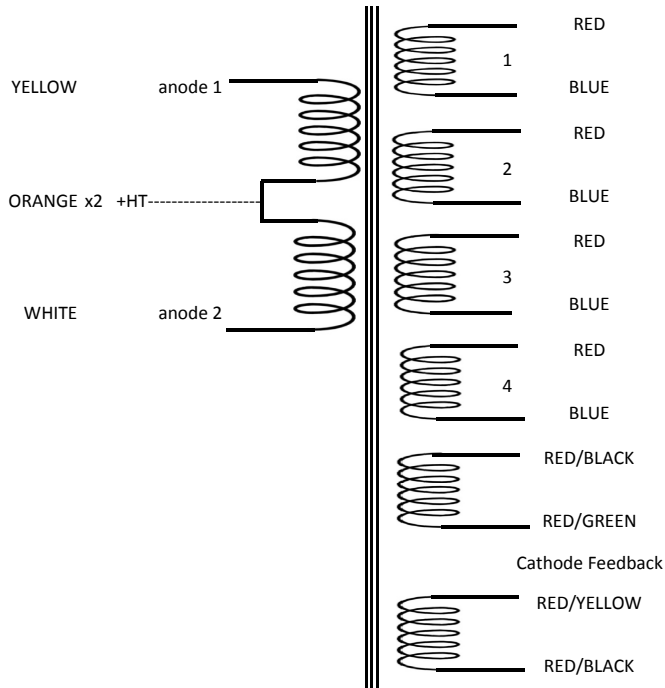 RED
1
BLUE
YELLOW anode 1
RED
2
BLUE
ORANGE x2 +HT
RED
3
BLUE
WHITE anode 2
RED
4
BLUE
RED/BLACK
RED/GREEN
Cathode Feedback
RED/YELLOW
RED/BLACK